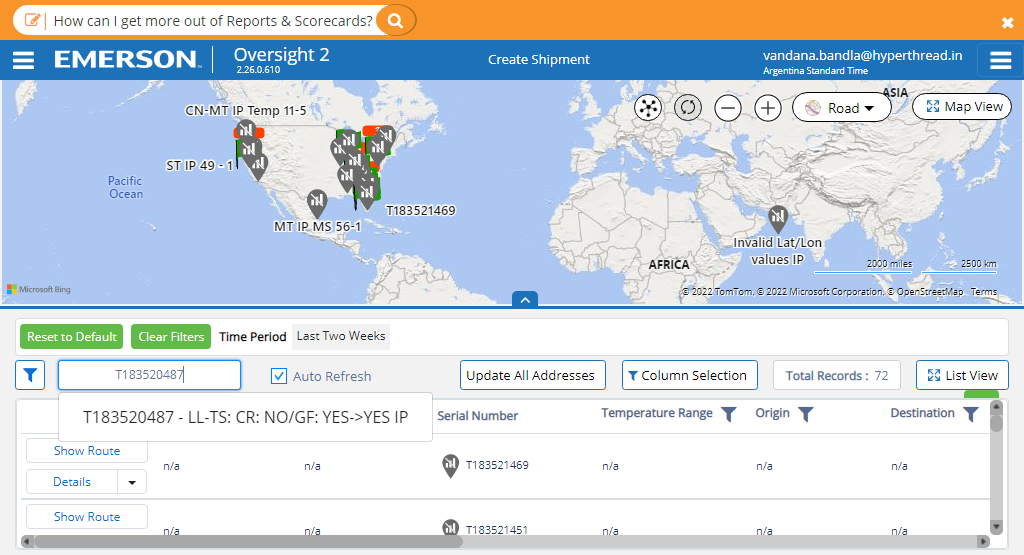 How can I get more out of Reports & Scorecards?
EMERSON.
Oversight 2
2.26.0.610
Create Shipment
vandana.bandla@hyperthread.in
Argentina Standard Time
CN-MT IP Temp 11-5
ST IP 49 - 1
Pacific
Ocean
T183521469
MT IP MS 56-1
ASIA
Road
Map View
Invalid Lat/Lon
values IP
AFRICA
2000 miles
2500 km
Microsoft Bing
© 2022 TomTom, © 2022 Microsoft Corporation, © OpenStreetMap Terms
Reset to Default
Clear Filters
Time Period
Last Two Weeks
T183520487
Auto Refresh
Update All Addresses
Column Selection
Total Records : 72
List View
T183520487 - LL-TS: CR: NO/GF: YES->YES IP
Serial Number
Temperature Range
Origin
Destination
Show Route
Details
n/a
n/a
T183521469
n/a
n/a
n/a
Show Route
n/a
n/a
T183521451
n/a
n/a
n/a